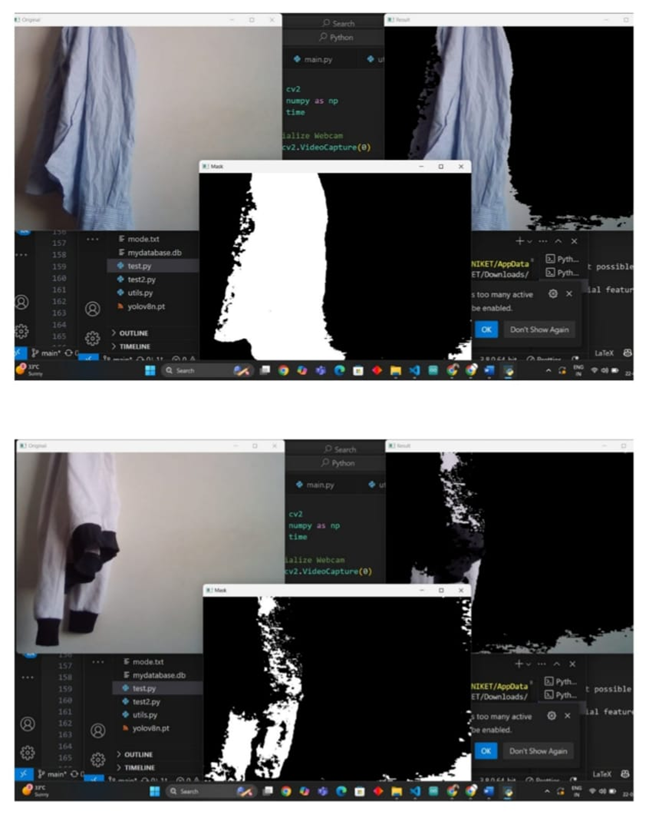 Original
Search
Result
Python
main.py
cv2
numpy as np
time
ialize Webcam
cv2.VideoCapture(0)
Mask
156
157
158
159
160
161
162
163
164
165
mode.txt
mydatabase.db
test.py
test2.py
utils.py
yolov8n.pt
OUTLINE
TIMELINE
main*
NIKET/AppData
ET/Downloads/
Pyth...
Pyth...
t possible
ial featur
s too many active
be enabled.
OK
Don't Show Again
LaTeX
33°C
Sunny
Search
ENG
IN
Original
Search
Result
Python
main.py
cv2
numpy as np
time
ialize Webcam
cv2.VideoCapture(0)
Mask
157
158
159
160
161
162
163
164
165
mode.txt
mydatabase.db
test.py
test2.py
utils.py
yolov8n.pt
OUTLINE
TIMELINE
main*
NIKET/AppData
ET/Downloads/
Pyth...
Pyth...
t possible
ial featur
s too many active
be enabled.
OK
Don't Show Again
LaTeX
33°C
Sunny
Search
ENG
IN